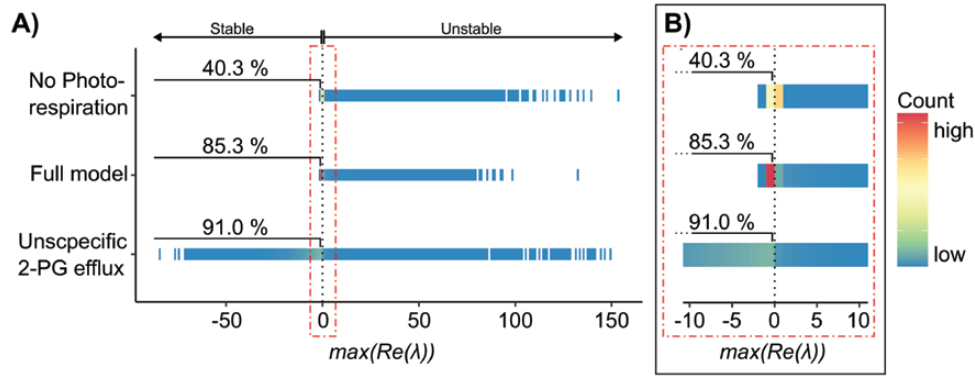 A)
Stable
Unstable
No Photo-
respiration
40.3 %
Full model
85.3 %
Unscpecific
2-PG efflux
91.0 %
-50
0
50
100
150
max(Re(λ))
B)
40.3 %
85.3 %
91.0 %
-10
-5
0
5
10
max(Re(λ))
Count
high
low